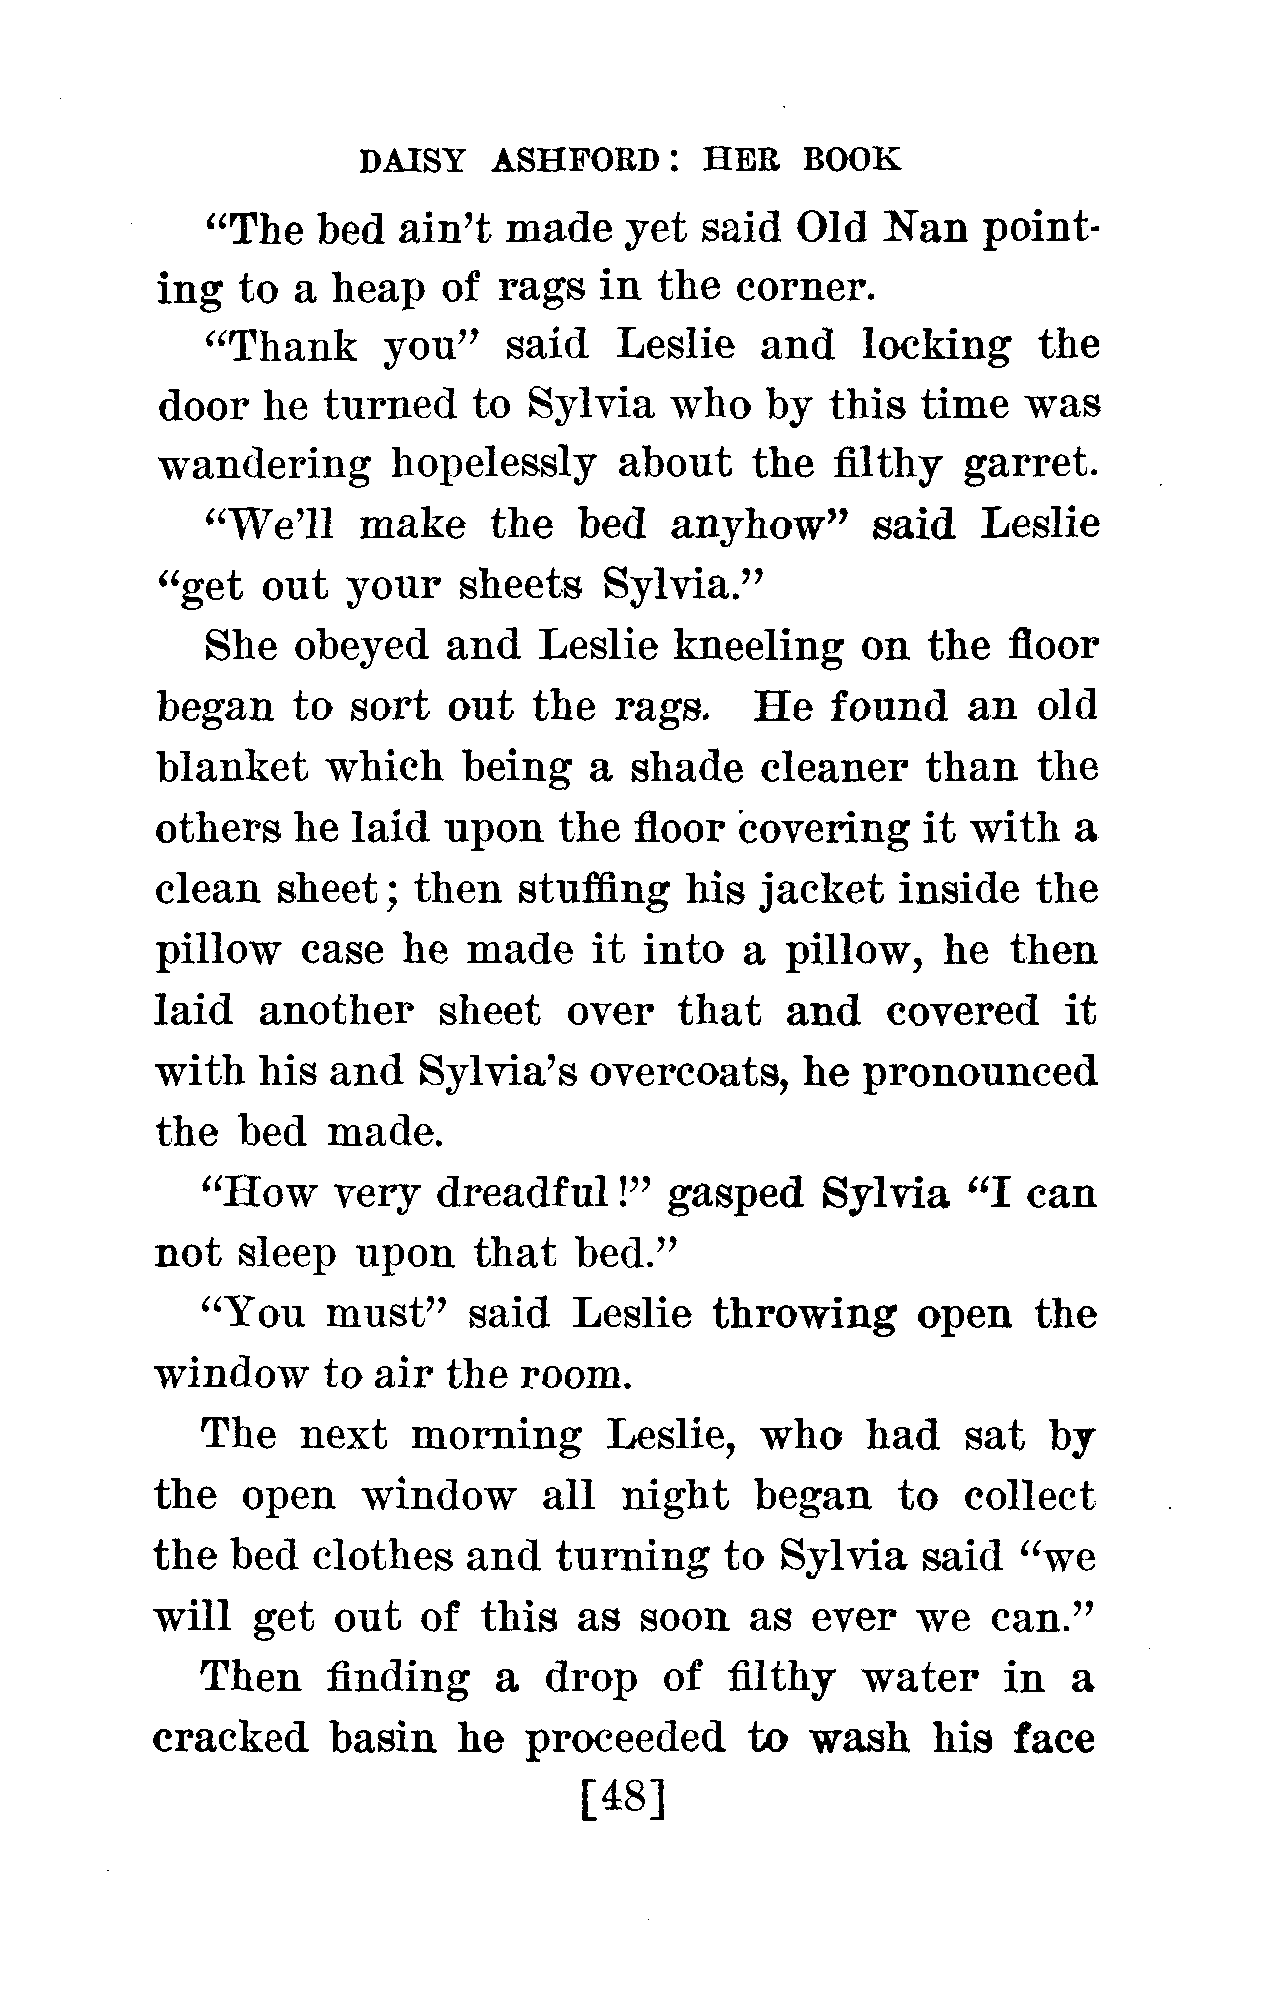 DAISY ASHFORD: HER BOOK
“The bed ain’t made yet said Old Nan point-
ing to a heap of rags in the corner.
“Thank you” said Leslie and locking the
door he turned to Sylvia who by this time was
wandering hopelessly about the filthy garret.
“We’ll make the bed anyhow” said Leslie
“get out your sheets Sylvia.”
She obeyed and Leslie kneeling on the floor
began to sort out the rags. He found an old
blanket which being a shade cleaner than the
others he laid upon the floor covering it with a
clean sheet; then stuffing his jacket inside the
pillow case he made it into a pillow, he then
laid another sheet over that and covered it
with his and Sylvia’s overcoats, he pronounced
the bed made.
“How very dreadful!” gasped Sylvia “I can
not sleep upon that bed.”
“You must” said Leslie throwing open the
window to air the room.
The next morning Leslie, who had sat by
the open window all night began to collect
the bed clothes and turning to Sylvia said “we
will get out of this as soon as ever we can.”
Then finding a drop of filthy water in a
cracked basin he proceeded to wash his face
[48]